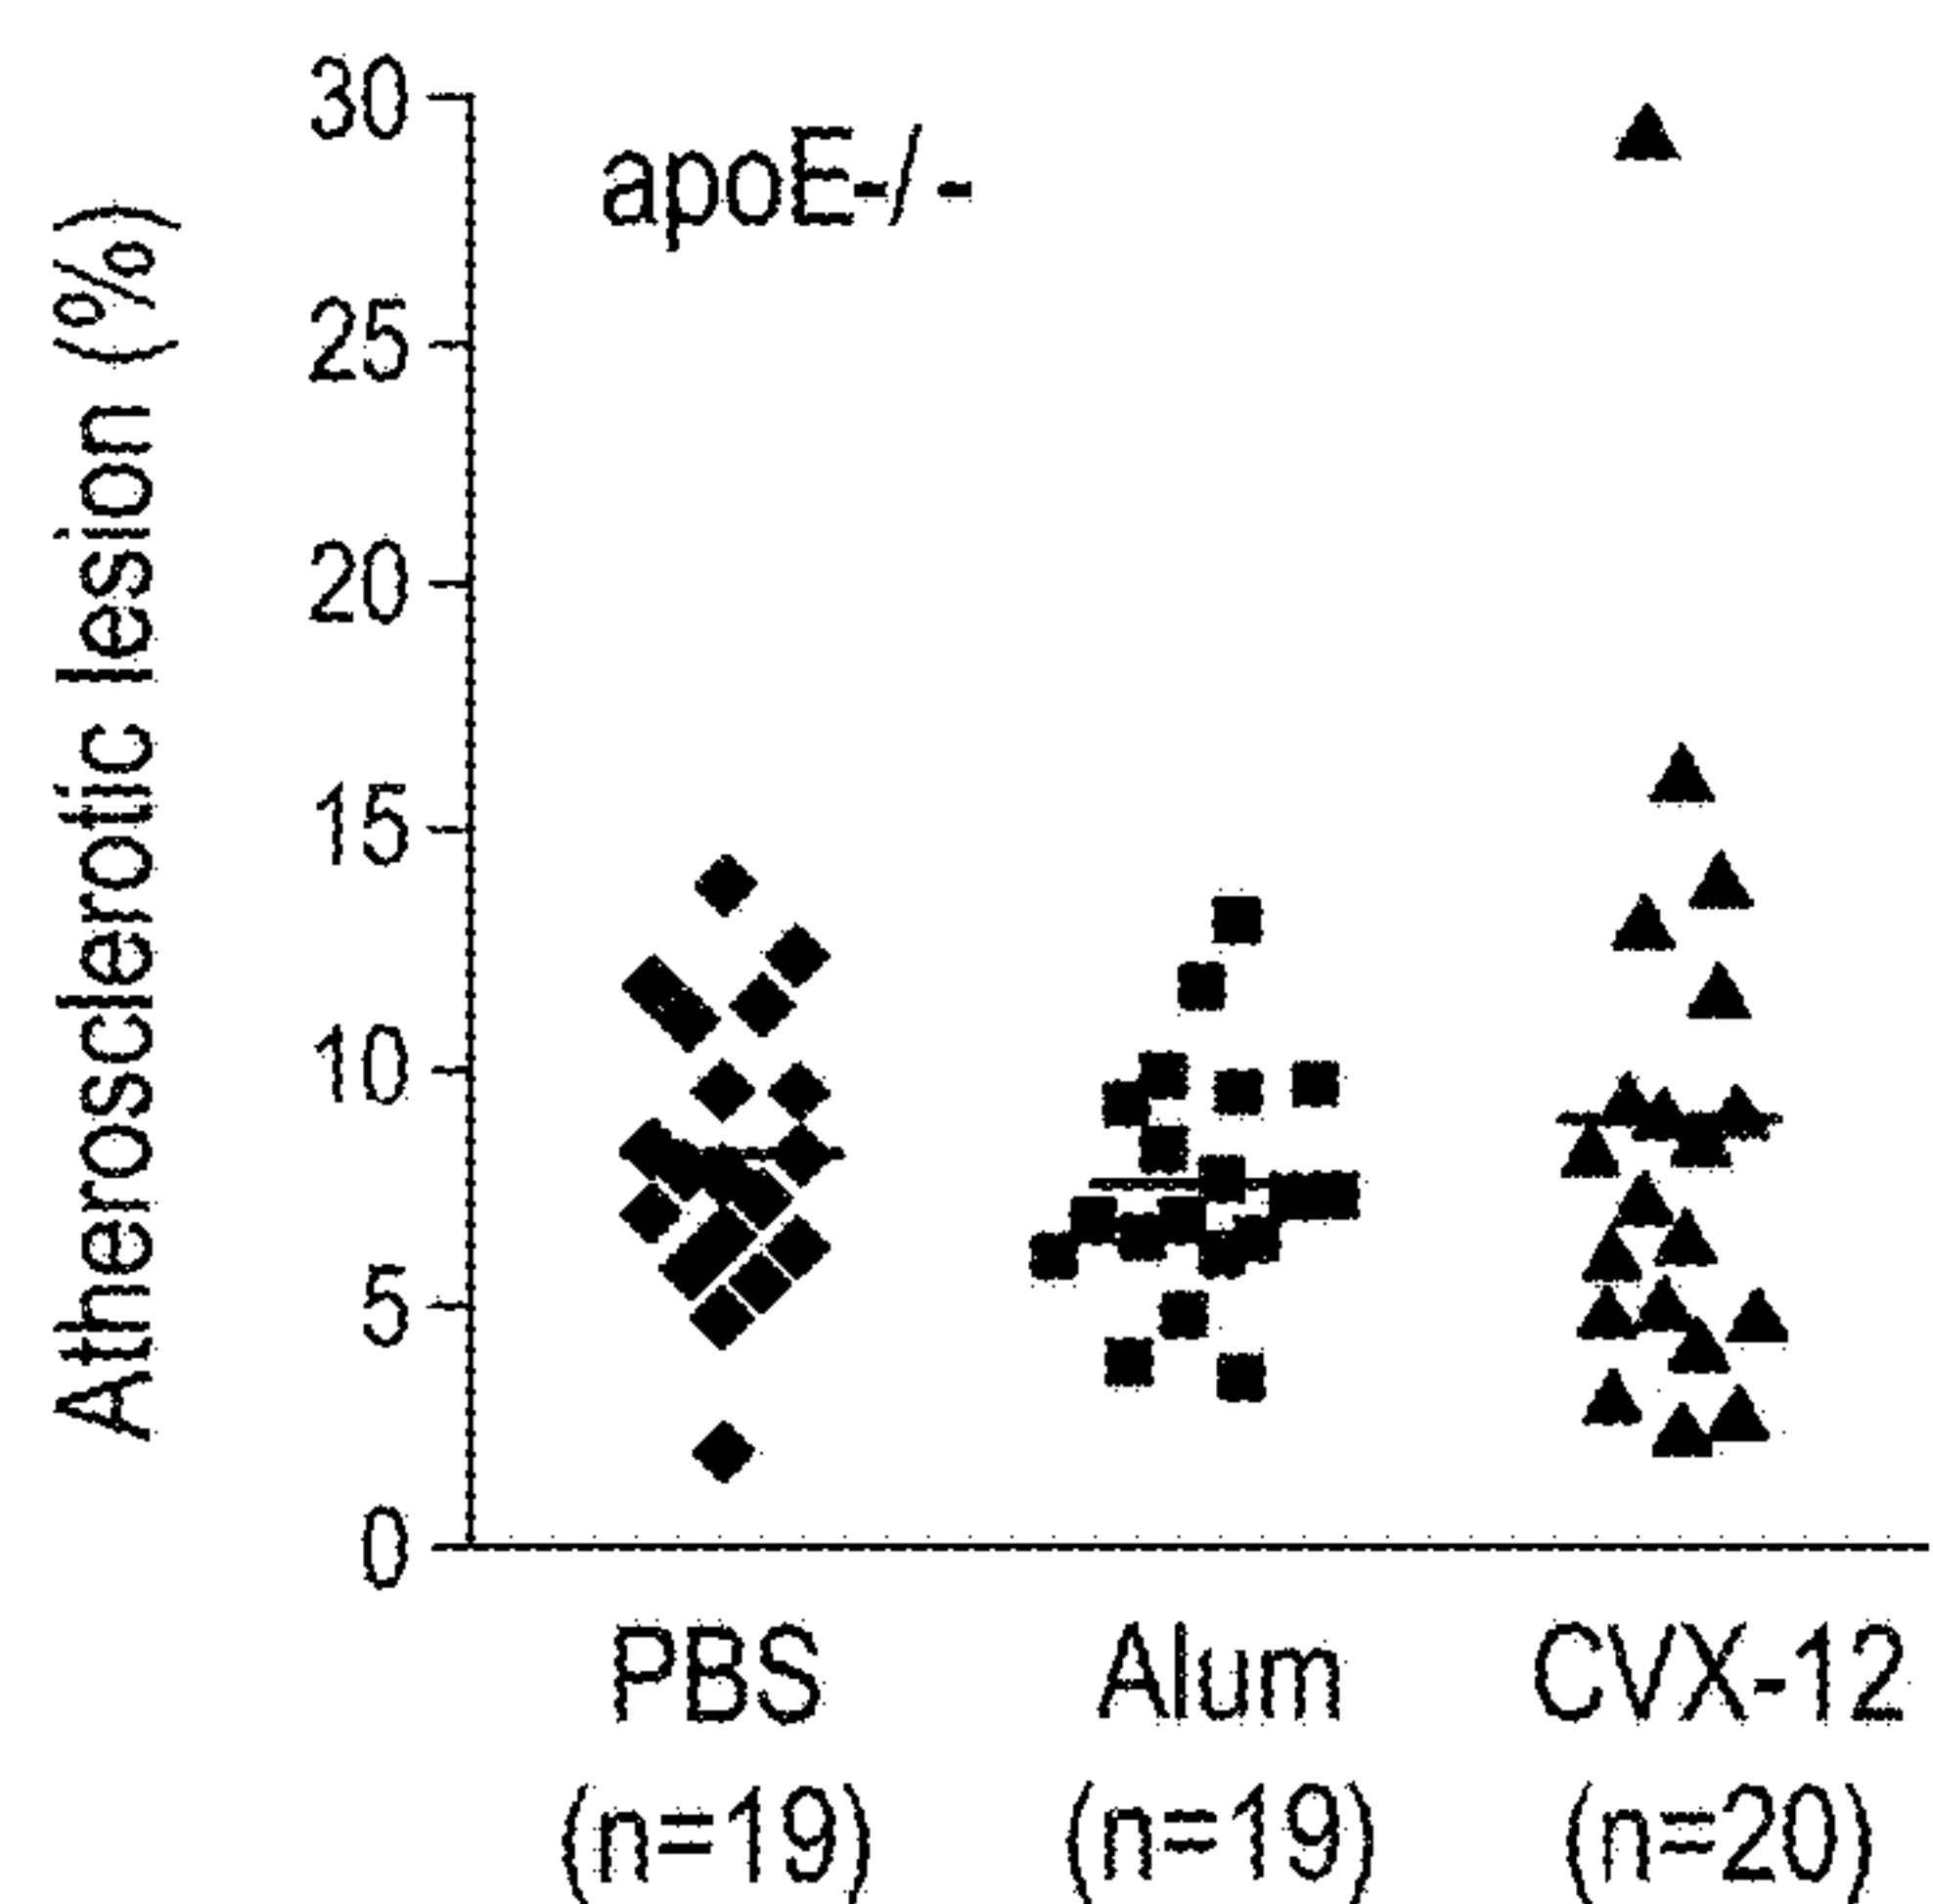 Atherosclerotic lesion (%)
30
25
20
15
10
5
0
apoE-/-
PBS
(n=19)
Alum
(n=19)
CVX-12
(n=20)